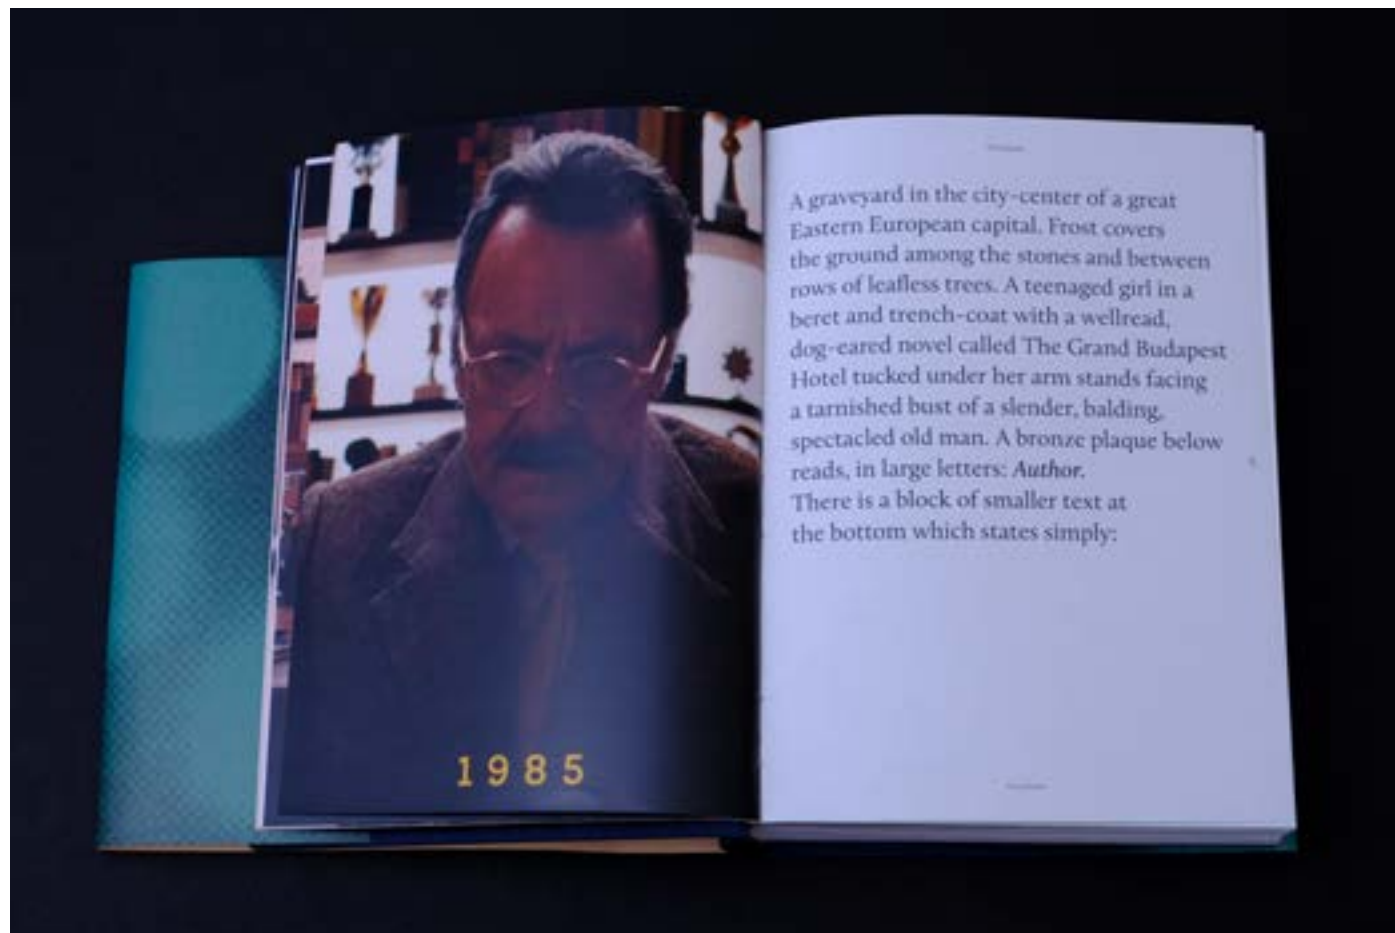 1985
A graveyard in the city-center of a great
Eastern European capital. Frost covers
the ground among the stones and between
rows of leafless trees. A teenaged girl in a
beret and trench-coat with a wellread,
dog-eared novel called The Grand Budapest
Hotel tucked under her arm stands facing
a tarnished bust of a slender, balding,
spectacled old man. A bronze plaque below
reads, in large letters: Author.
There is a block of smaller text at
the bottom which states simply: